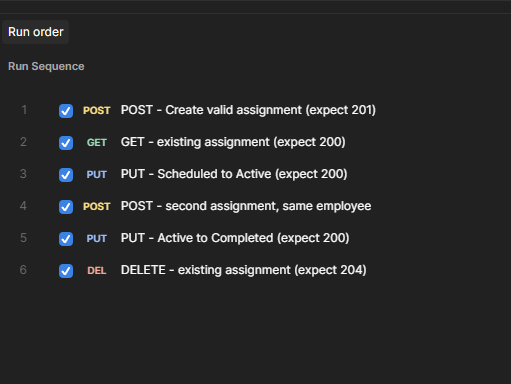 Run order
Run Sequence
1 POST POST - Create valid assignment (expect 201)
2 GET GET - existing assignment (expect 200)
3 PUT PUT - Scheduled to Active (expect 200)
4 POST POST - second assignment, same employee
5 PUT PUT - Active to Completed (expect 200)
6 DEL DELETE - existing assignment (expect 204)